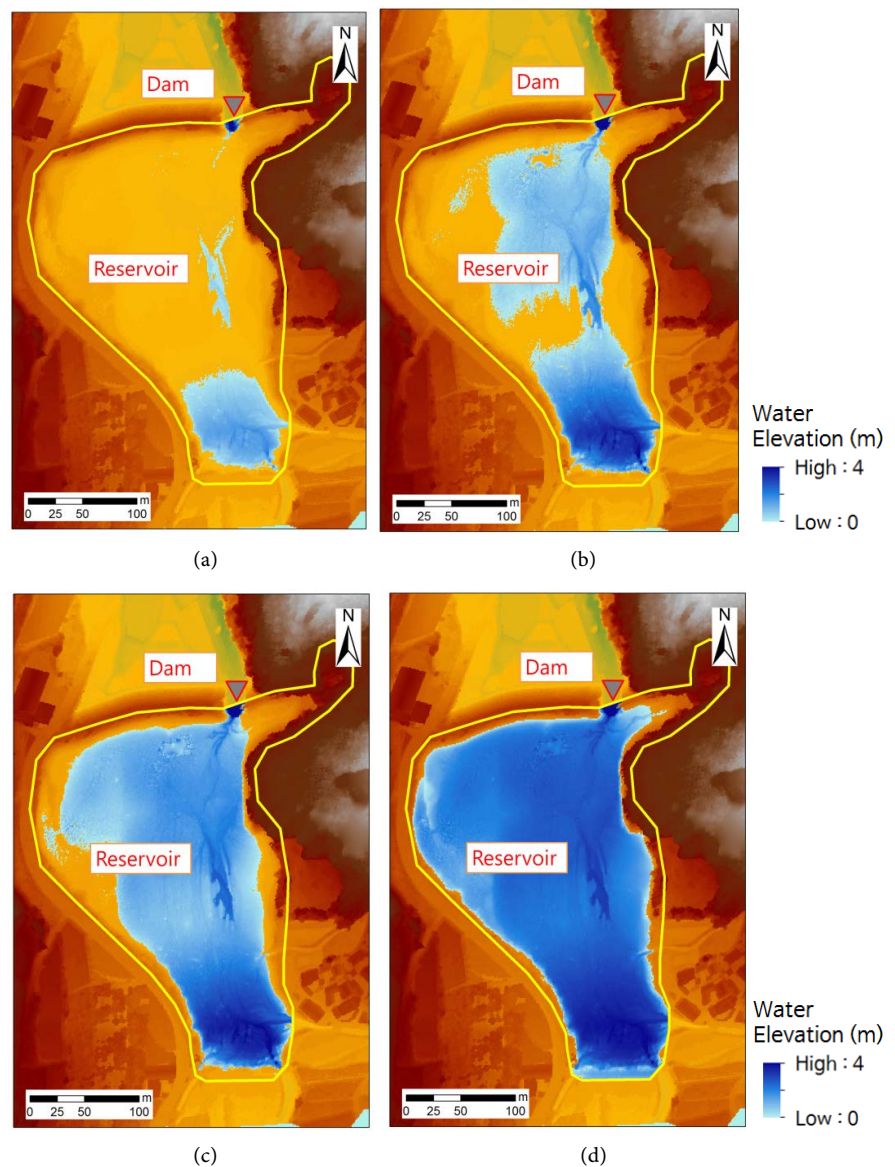 N
Dam
Reservoir
0 25 50 100
m
(a)
N
Dam
Reservoir
0 25 50 100
m
(b)
Water
Elevation (m)
High : 4
Low : 0
N
Dam
Reservoir
0 25 50 100
m
(c)
N
Dam
Reservoir
0 25 50 100
m
(d)
Water
Elevation (m)
High : 4
Low : 0